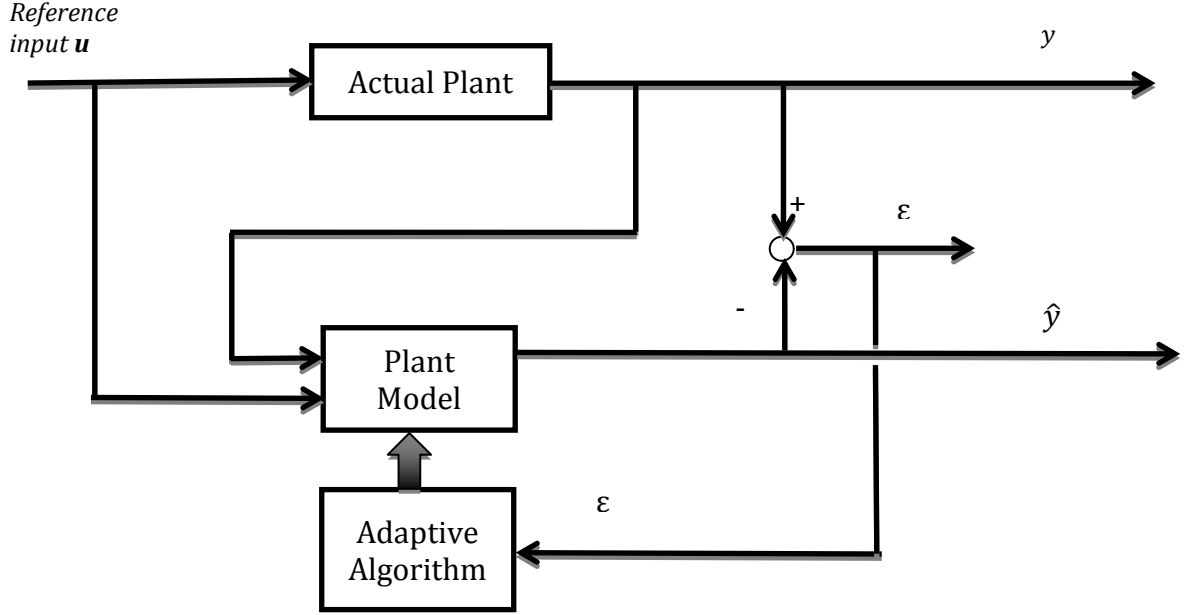 Reference
input u
y
Actual Plant
+
ε
-
ŷ
Plant
Model
ε
Adaptive
Algorithm